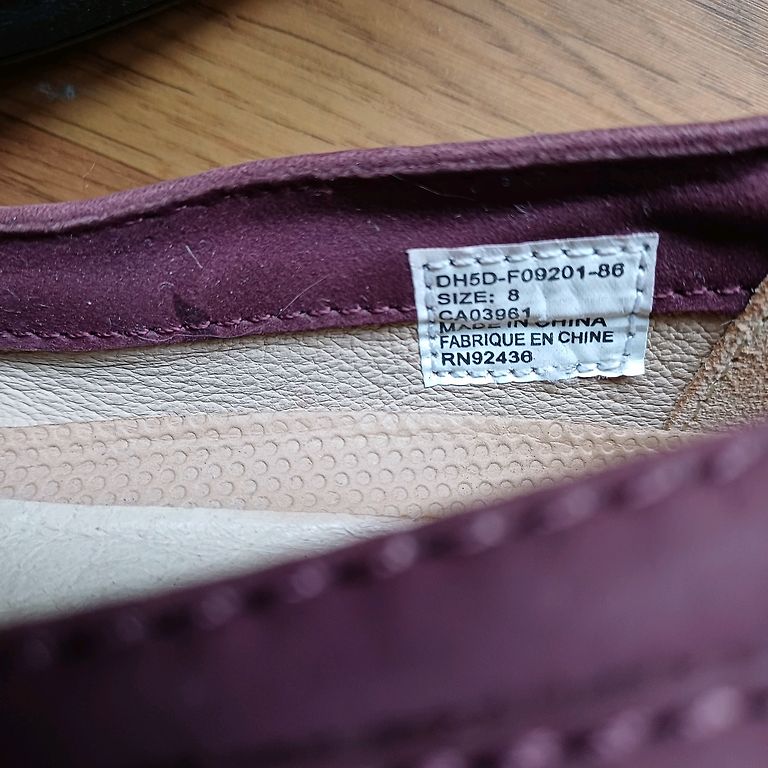 DH5D-F09201-86
SIZE: 8
CA03961
MADE IN CHINA
FABRIQUE EN CHINE
RN92436